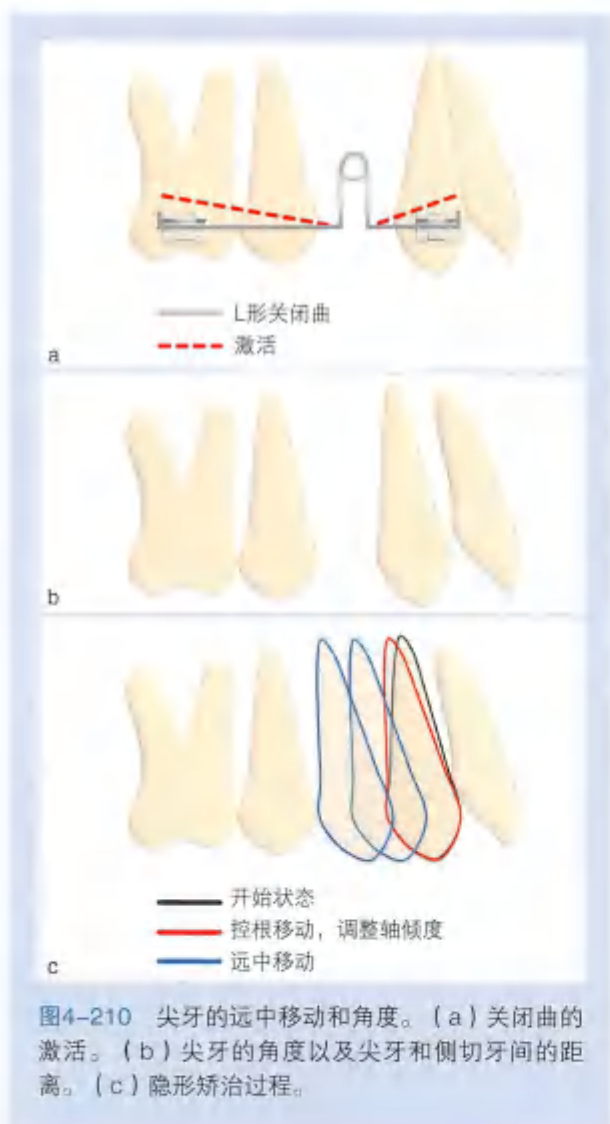 L形关闭曲
激活
a
b
开始状态
控根移动，调整轴倾度
远中移动
c
图4-210 尖牙的远中移动和角度。（a）关闭曲的
激活。（b）尖牙的角度以及尖牙和侧切牙间的距
离。（c）隐形矫治过程。